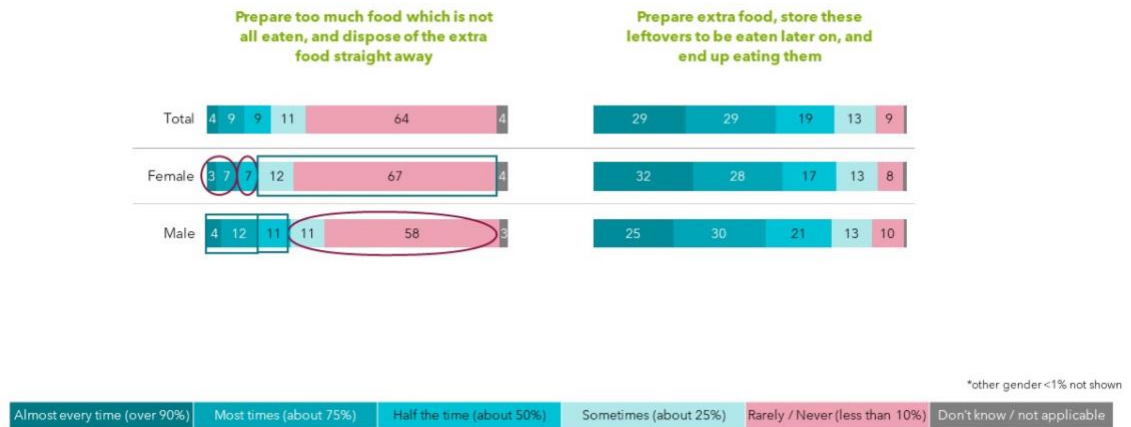 Prepare too much food which is not
all eaten, and dispose of the extra
food straight away
Prepare extra food, store these
leftovers to be eaten later on, and
end up eating them
Total 4 9 9 11 64 4 29 29 19 13 9
Female 3 7 7 12 67 4 32 28 17 13 8
Male 4 12 11 11 58 3 25 30 21 13 10
*other gender <1% not shown
Almost every time (over 90%) Most times (about 75%) Half the time (about 50%) Sometimes (about 25%) Rarely / Never (less than 10%) Don't know / not applicable